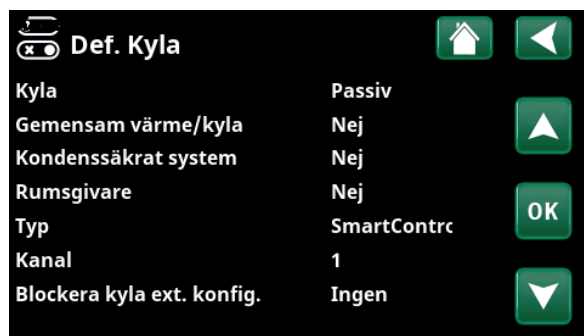 Def. Kyla
Kyla Passiv
Gemensam värme/kyla Nej
Kondenssäkrat system Nej
Rumsgivare Nej
Typ SmartContrc
Kanal 1
Blockera kyla ext. konfig. Ingen
OK